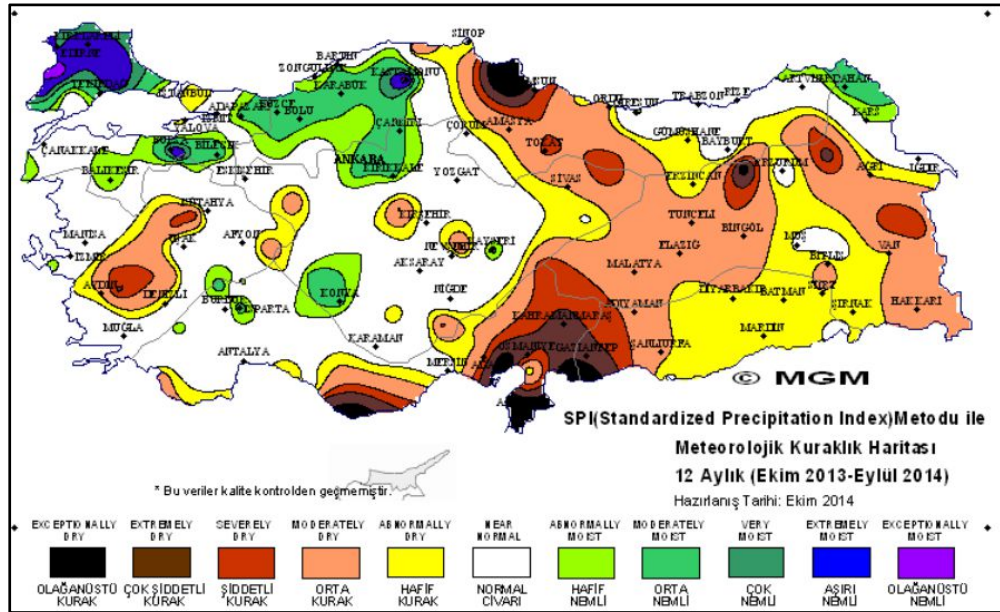 SİNOP
BARTIN
ZONGULDAK
KASTAMONU
KARABÜK
EDİRNE
İSTANBUL
DÜZCE
BOLU
ÇANKIRI
YALOVA
BİLECİK
ÇANAKKALE
BALIKESİR
ESKİŞEHİR
ANKARA
KIRIKKALE
YOZGAT
ÇORUM
AMASYA
TOKAT
SİVAS
ORDU
GİRESUN
TRABZON
RİZE
ARTVİN
ARDAHAN
KARS
GÜMÜŞHANE
BAYBURT
ERZURUM
ERZİNCAN
AĞRI
IĞDIR
KÜTAHYA
MANİSA
UŞAK
AFYON
İZMİR
KIRŞEHİR
NEVŞEHİR
KAYSERİ
AKSARAY
TUNCELİ
BİNGÖL
ELAZIĞ
MALATYA
MUŞ
BİTLİS
VAN
AYDIN
DENİZLİ
BURDUR
ISPARTA
KONYA
NİĞDE
MUĞLA
ANTALYA
KARAMAN
MERSİN
KAHRAMANMARAŞ
ADIYAMAN
OSMANİYE
GAZİANTEP
ŞANLIURFA
DİYARBAKIR
BATMAN
SİİRT
ŞIRNAK
MARDİN
HAKKARİ
© MGM
SPI(Standardized Precipitation Index)Metodu ile
Meteorolojik Kuraklık Haritası
12 Aylık (Ekim 2013-Eylül 2014)
Hazırlanış Tarihi: Ekim 2014
* Bu veriler kalite kontrolden geçmemiştir.
EXCEPTIONALLY DRY
EXTREMELY DRY
SEVERELY DRY
MODERATELY DRY
ABNORMALLY DRY
NEAR NORMAL
ABNORMALLY MOIST
MODERATELY MOIST
VERY MOIST
EXTREMELY MOIST
EXCEPTIONALLY MOIST
OLAĞANÜSTÜ KURAK
ÇOK ŞİDDETLİ KURAK
ŞİDDETLİ KURAK
ORTA KURAK
HAFİF KURAK
NORMAL CİVARI
HAFİF NEMLİ
ORTA NEMLİ
ÇOK NEMLİ
AŞIRI NEMLİ
OLAĞANÜSTÜ NEMLİ